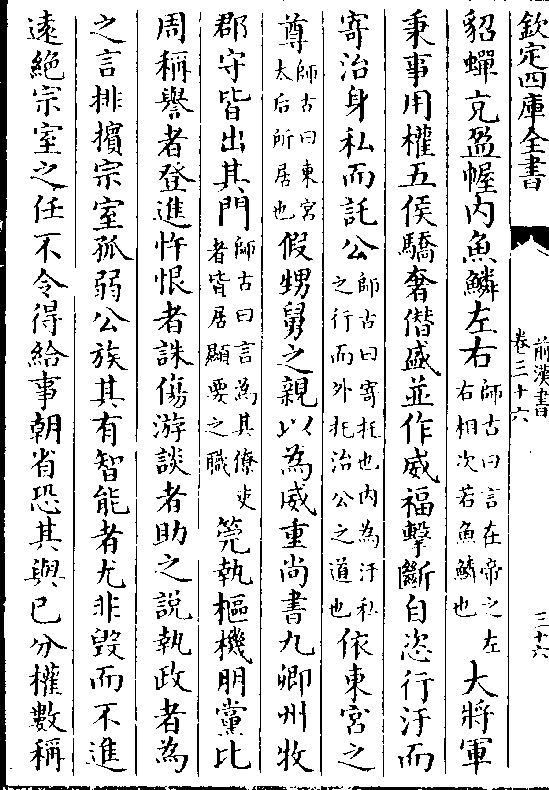 欽定四庫全書
前漢書
卷三十六
三十六
貂蟬充盈幄内魚鱗左右師古曰言在帝之左右相次若魚鱗也大將軍
秉事用權五侯驕奢僭盛並作威福擊斷自恣行汙而
寄治身私而託公師古曰寄托也内為汙私之行而外托治公之道也依東宮之
尊師古曰東宮太后所居也假甥舅之親以為威重尚書九卿州牧
郡守皆出其門師古曰言為其僚吏者皆居顯要之職筦執樞機朋黨比
周稱譽者登進忤恨者誅傷游談者助之說執政者為
之言排擯宗室孤弱公族其有智能者尤非毀而不進
逺絶宗室之任不令得給事朝省恐其與已分權數稱